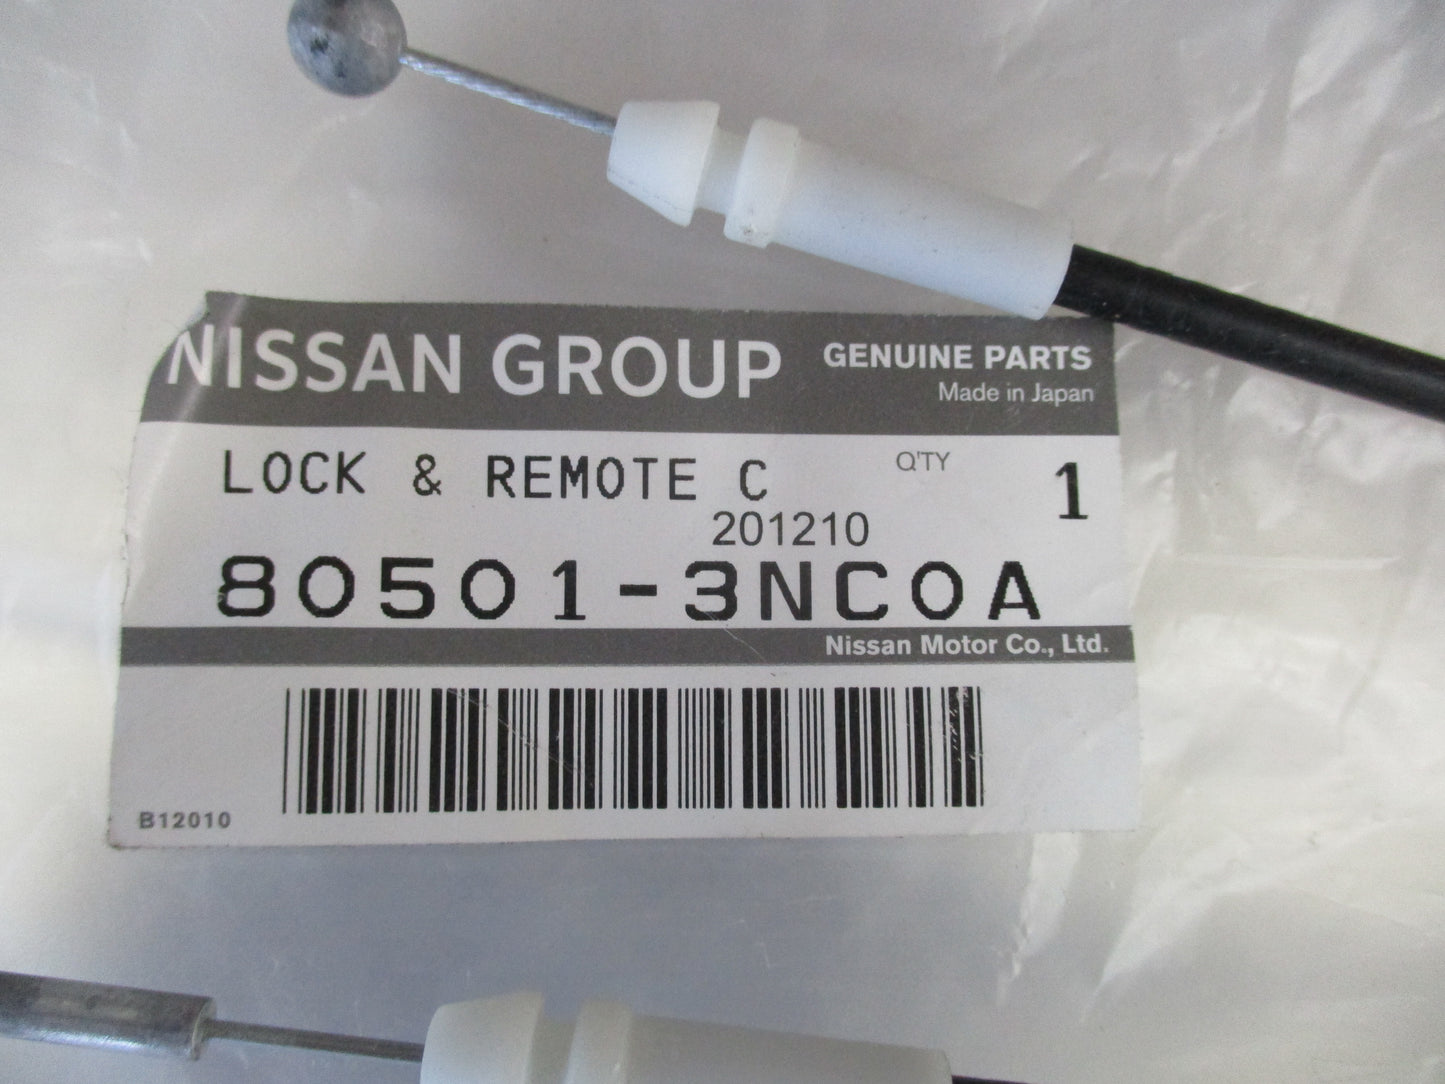 NISSAN GROUP GENUINE PARTS
Made in Japan
LOCK & REMOTE C Q'TY 1
201210
80501-3NC0A
Nissan Motor Co., Ltd.
B12010